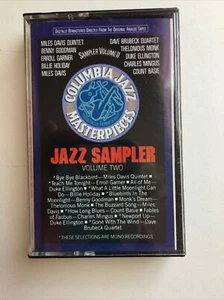 DIGITALLY REMASTERED DIRECTLY FROM THE ORIGINAL ANALOG TAPES
SAMPLER VOLUME II
MILES DAVIS QUINTET
BENNY GOODMAN
ERROLL GARNER
BILLIE HOLIDAY
MILES DAVIS
DAVE BRUBECK QUARTET
THELONIOUS MONK
DUKE ELLINGTON
CHARLES MINGUS
COUNT BASIE
COLUMBIA JAZZ
MASTERPIECES
JAZZ SAMPLER
VOLUME TWO
*Bye Bye Blackbird—Miles Davis Quintet •
*Teach Me Tonight—Erroll Garner • All of Me—
Duke Ellington • *What A Little Moonlight Can
Do—Billie Holiday • *Bluebirds In The
Moonlight—Benny Goodman • Monk's Dream—
Thelonious Monk • The Buzzard Song—Miles
Davis • *How Long Blues—Count Basie • Fables
of Faubus—Charles Mingus • *Newport Up—
Duke Ellington • *Gone With The Wind—Dave
Brubeck Quartet
*THESE SELECTIONS ARE MONO RECORDINGS.